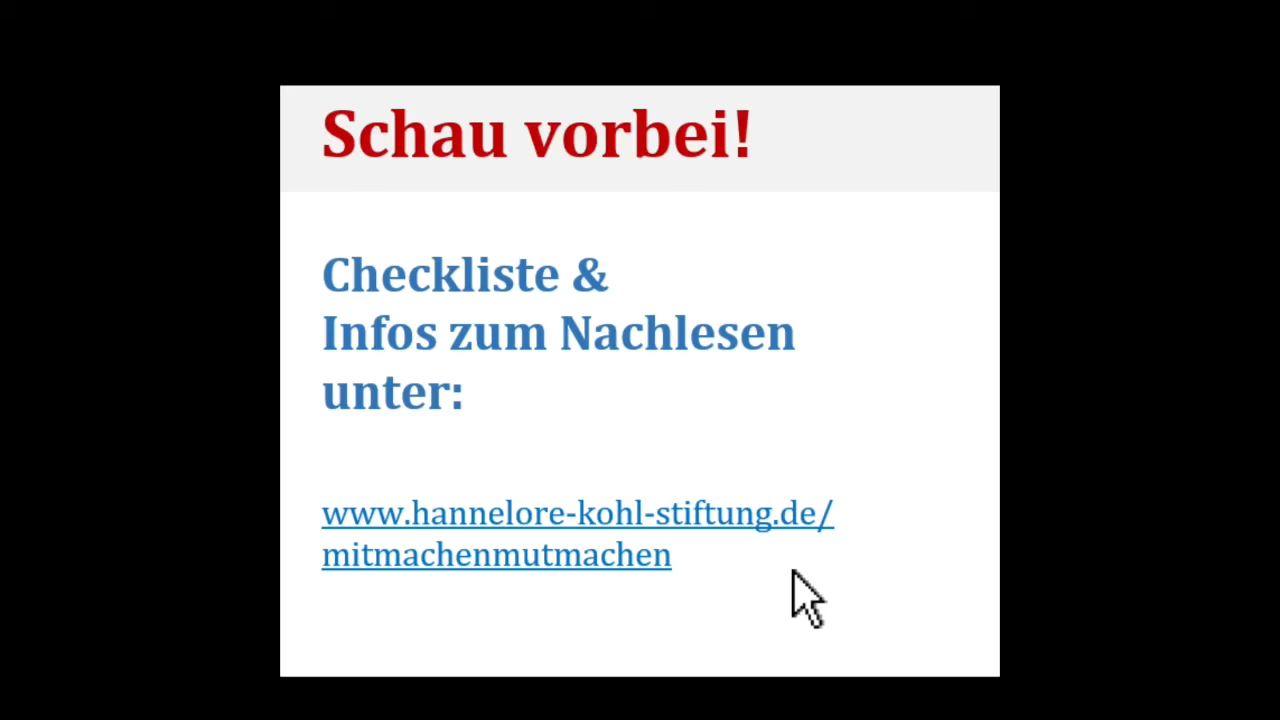 Schau vorbei!
Checkliste &
Infos zum Nachlesen
unter:
www.hannelore-kohl-stiftung.de/
mitmachenmutmachen